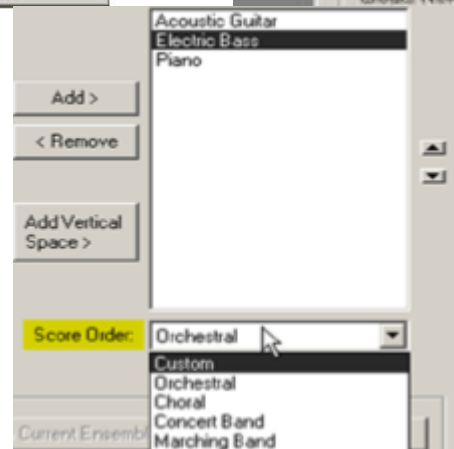 Acoustic Guitar
Electric Bass
Piano
Add >
< Remove
Add Vertical
Space >
Score Order:
Orchestral
Custom
Orchestral
Choral
Concert Band
Marching Band
Current